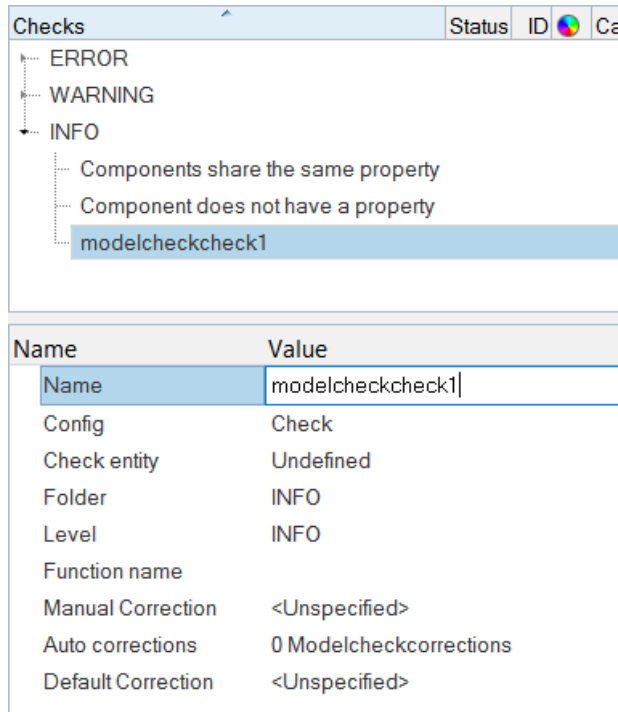 Checks Status ID Ca
ERROR
WARNING
INFO
Components share the same property
Component does not have a property
modelcheckcheck1
Name Value
Name modelcheckcheck1
Config Check
Check entity Undefined
Folder INFO
Level INFO
Function name
Manual Correction <Unspecified>
Auto corrections 0 Modelcheckcorrections
Default Correction <Unspecified>